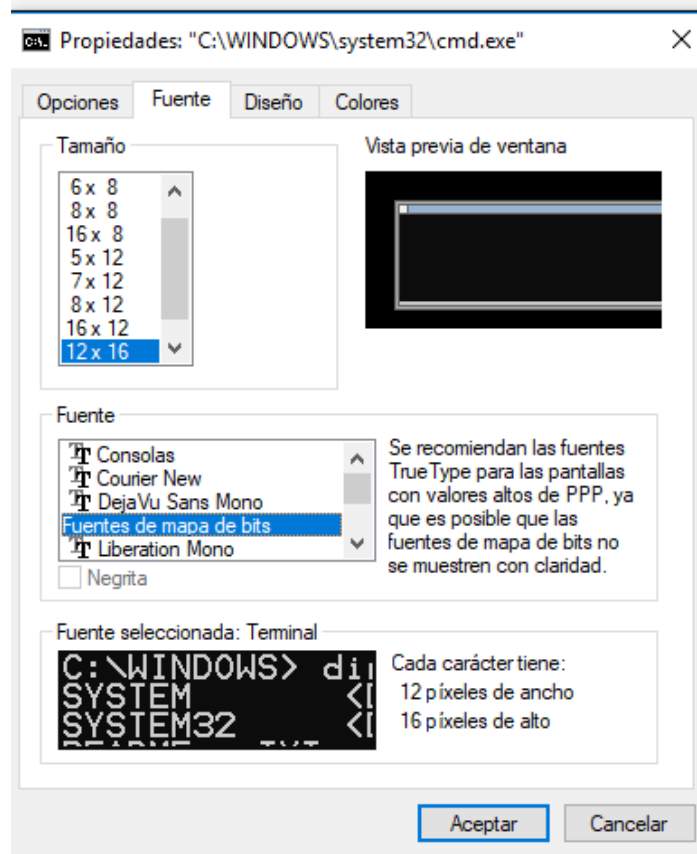 Propiedades: "C:\WINDOWS\system32\cmd.exe"
Opciones Fuente Diseño Colores
Tamaño
6 x 8
8 x 8
16 x 8
5 x 12
7 x 12
8 x 12
16 x 12
12 x 16
Vista previa de ventana
Fuente
Consolas
Courier New
DejaVu Sans Mono
Fuentes de mapa de bits
Liberation Mono
Negrita
Se recomiendan las fuentes
TrueType para las pantallas
con valores altos de PPP, ya
que es posible que las
fuentes de mapa de bits no
se muestren con claridad.
Fuente seleccionada: Terminal
C:\WINDOWS> dir
SYSTEM <D
SYSTEM32 <D
Cada carácter tiene:
12 píxeles de ancho
16 píxeles de alto
Aceptar Cancelar